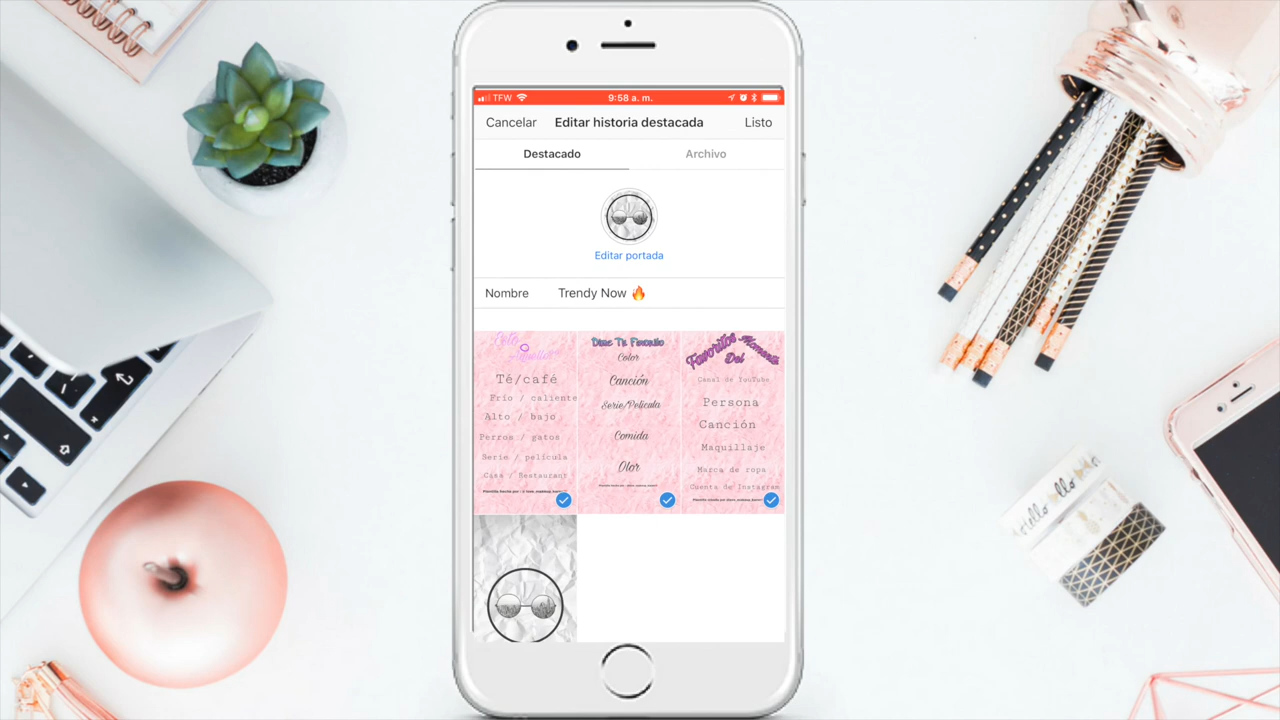 TFW
9:58 a. m.
Cancelar
Editar historia destacada
Listo
Destacado
Archivo
Editar portada
Nombre
Trendy Now 🔥
Té/café
Frío / caliente
Alto / bajo
Perros / gatos
Serie / película
Casa / Restaurant
Dime Tu Favorito
Color
Canción
Serie/Película
Comida
Olor
Favoritos Del Momento
Canal de YouTube
Persona
Canción
Maquillaje
Marca de ropa
Cuenta de Instagram
Hello